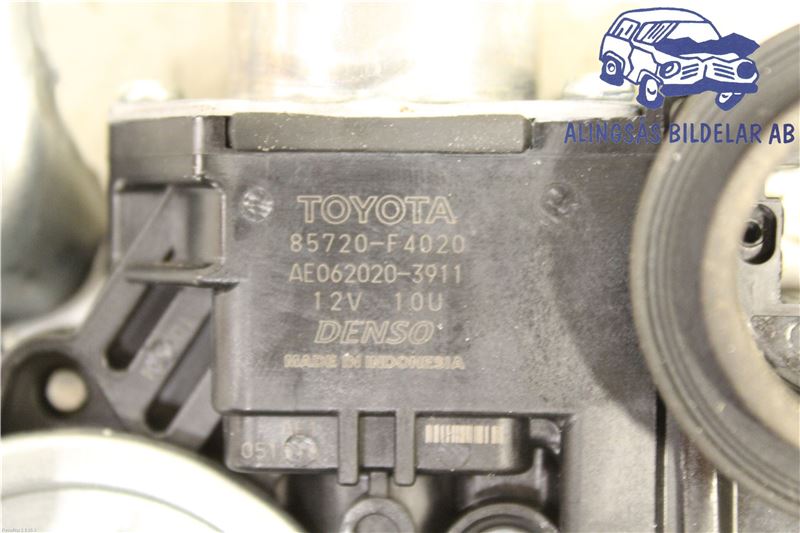 ALINGSÅS BILDELAR AB
TOYOTA
85720-F4020
AE062020-3911
12V 10U
DENSO
MADE IN INDONESIA